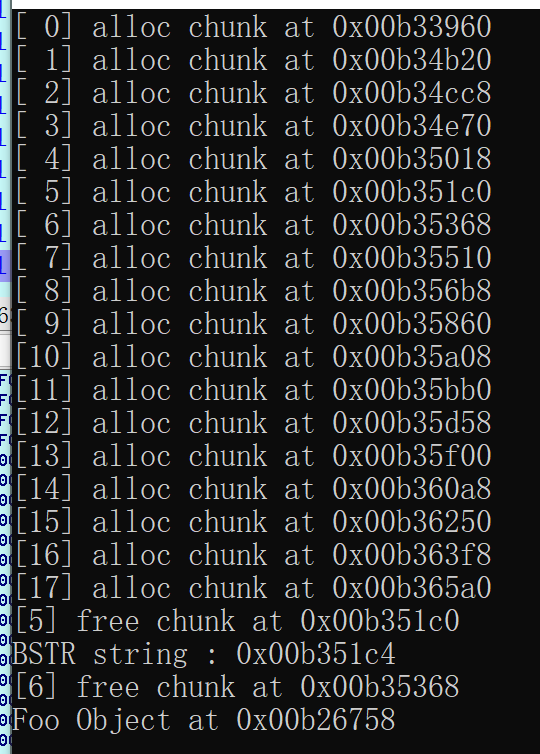 [ 0] alloc chunk at 0x00b33960
[ 1] alloc chunk at 0x00b34b20
[ 2] alloc chunk at 0x00b34cc8
[ 3] alloc chunk at 0x00b34e70
[ 4] alloc chunk at 0x00b35018
[ 5] alloc chunk at 0x00b351c0
[ 6] alloc chunk at 0x00b35368
[ 7] alloc chunk at 0x00b35510
[ 8] alloc chunk at 0x00b356b8
[ 9] alloc chunk at 0x00b35860
[10] alloc chunk at 0x00b35a08
[11] alloc chunk at 0x00b35bb0
[12] alloc chunk at 0x00b35d58
[13] alloc chunk at 0x00b35f00
[14] alloc chunk at 0x00b360a8
[15] alloc chunk at 0x00b36250
[16] alloc chunk at 0x00b363f8
[17] alloc chunk at 0x00b365a0
[5] free chunk at 0x00b351c0
BSTR string : 0x00b351c4
[6] free chunk at 0x00b35368
Foo Object at 0x00b26758